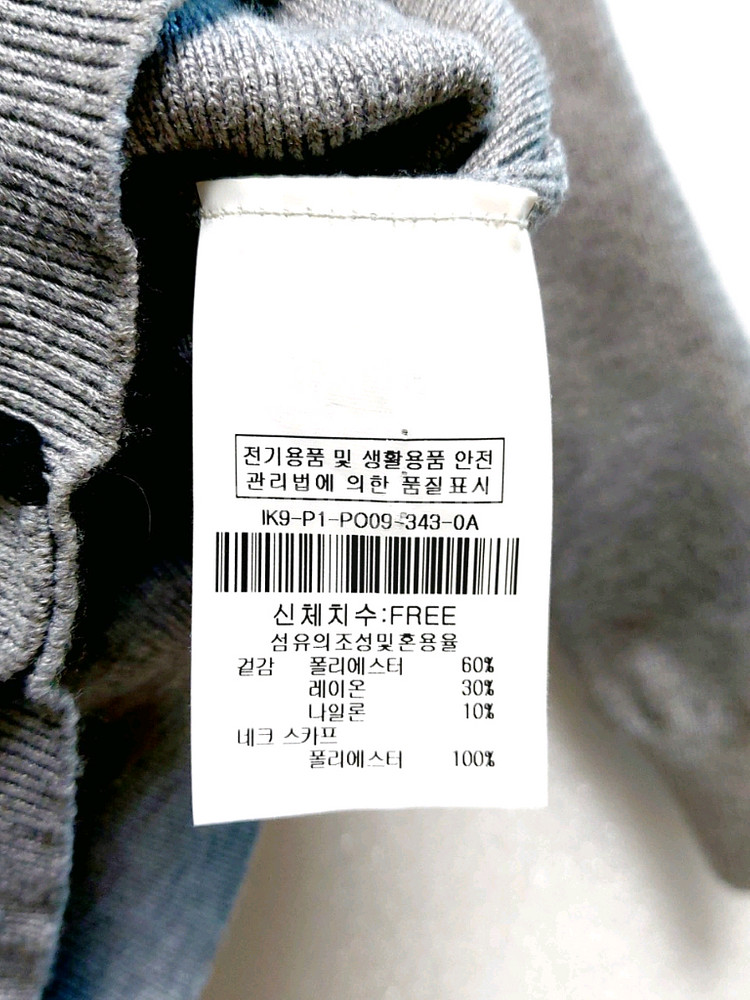 전기용품 및 생활용품 안전
관리법에 의한 품질표시
IK9-P1-PO09-343-0A
신체치수:FREE
섬유의조성및혼용율
겉감 폴리에스터 60%
레이온 30%
나일론 10%
네크 스카프
폴리에스터 100%